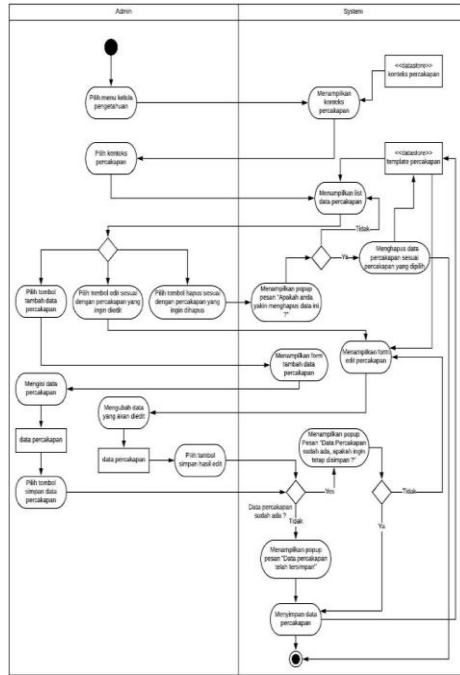 Admin
System
Pilih menu kelola
pengetahuan
Menampilkan
konteks
percakapan
<<datastore>>
konteks percakapan
Pilih konteks
percakapan
<<datastore>>
template percakapan
Menampilkan list
data percakapan
Tidak
Ya
Menghapus data
percakapan sesuai
percakapan yang
dipilih
Pilih tombol
tambah data
percakapan
Pilih tombol edit sesuai
dengan percakapan yang
ingin diedit
Pilih tombol hapus sesuai
dengan percakapan yang
ingin dihapus
Menampilkan popup
pesan "Apakah anda
yakin menghapus data ini
?"
Menampilkan form
tambah data
percakapan
Menampilkan form
edit percakapan
Mengisi data
percakapan
Mengubah data
yang akan diedit
data percakapan
data percakapan
Pilih tombol
simpan hasil edit
Menampilkan popup
Pesan "Data Percakapan
sudah ada, apakah ingin
tetap disimpan ?"
Pilih tombol
simpan data
percakapan
Data percakapan
sudah ada ?
Yes
Tidak
Tidak
Ya
Menampilkan popup
pesan "Data percakapan
telah tersimpan"
Menyimpan data
percakapan